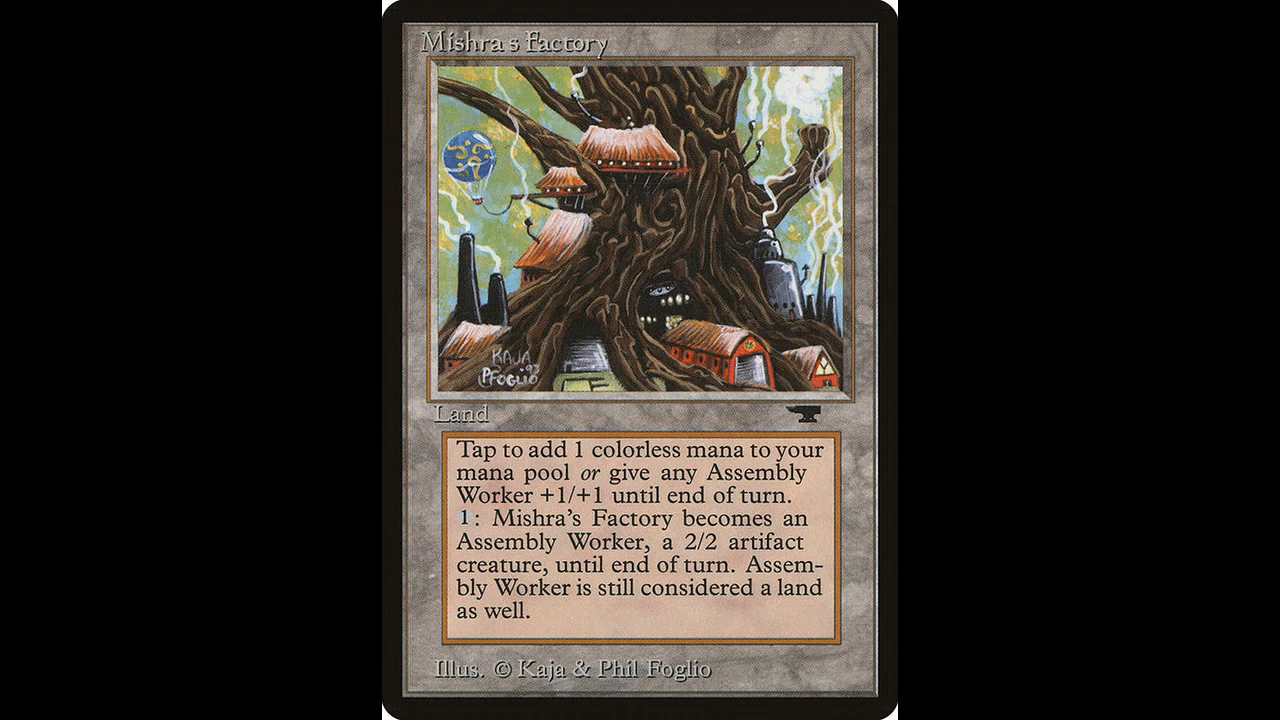 Mishra's Factory
KAJA
PFOGLIO 93
Land
Tap to add 1 colorless mana to your
mana pool or give any Assembly
Worker +1/+1 until end of turn.
1: Mishra's Factory becomes an
Assembly Worker, a 2/2 artifact
creature, until end of turn. Assem-
bly Worker is still considered a land
as well.
Illus. © Kaja & Phil Foglio